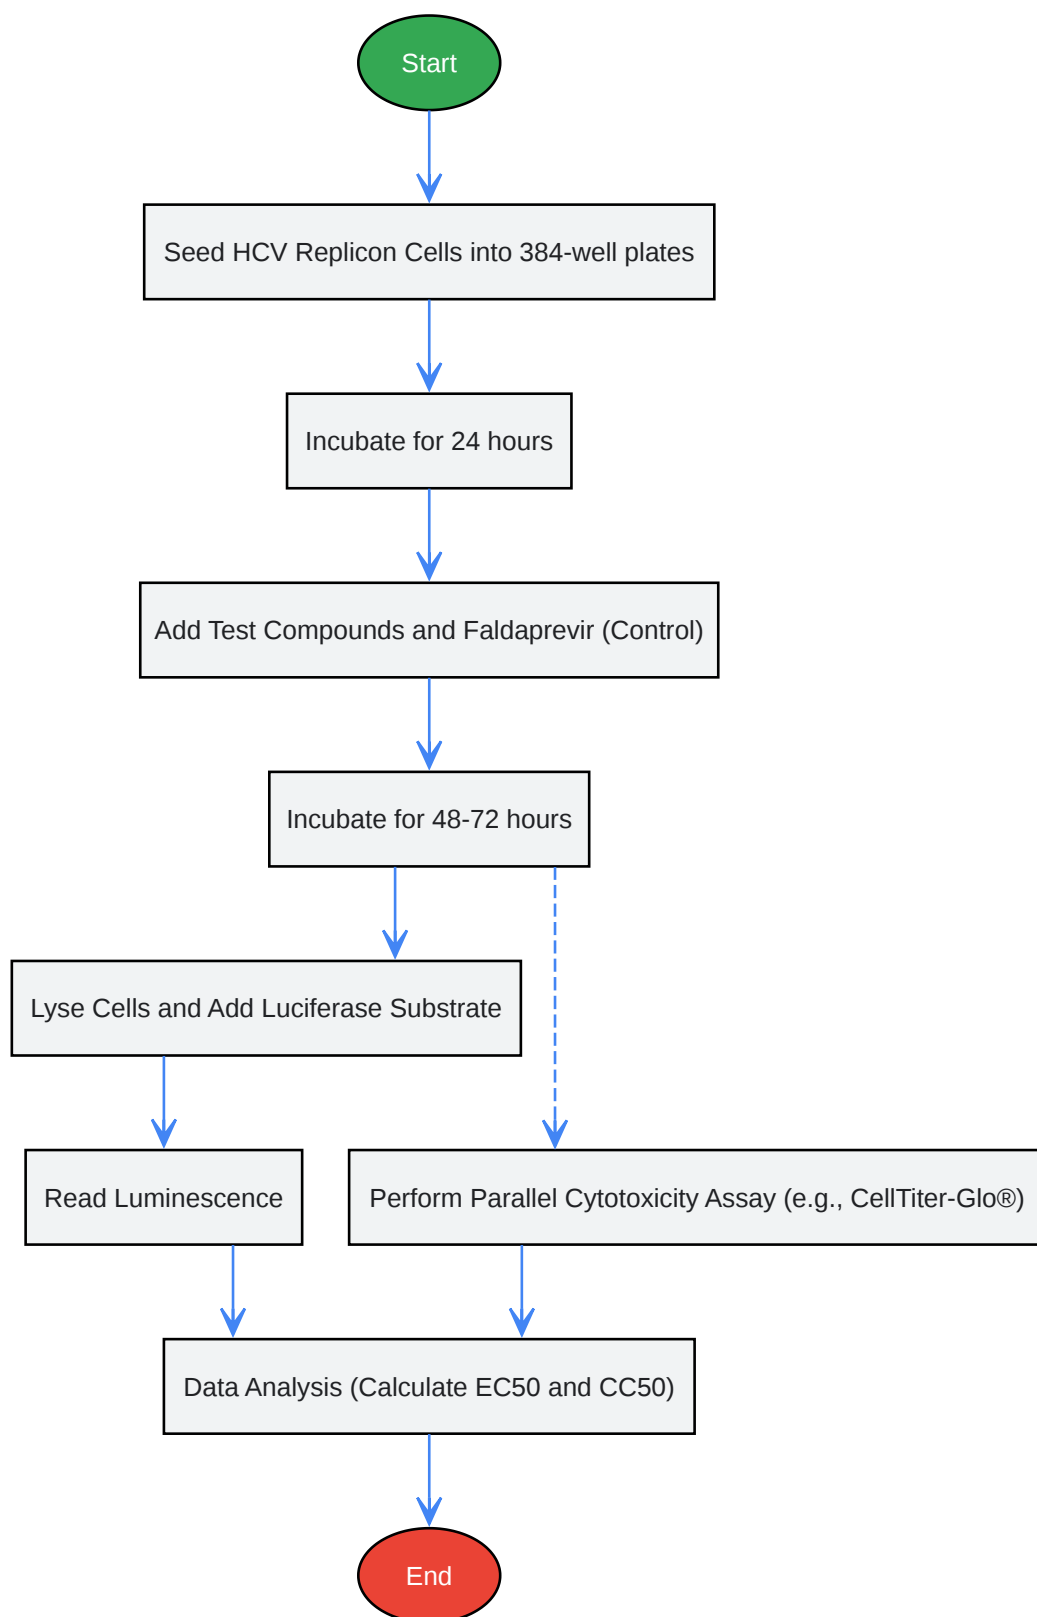 Start
Seed HCV Replicon Cells into 384-well plates
Incubate for 24 hours
Add Test Compounds and Faldaprevir (Control)
Incubate for 48-72 hours
Lyse Cells and Add Luciferase Substrate
Read Luminescence
Perform Parallel Cytotoxicity Assay (e.g., CellTiter-Glo®)
Data Analysis (Calculate EC50 and CC50)
End